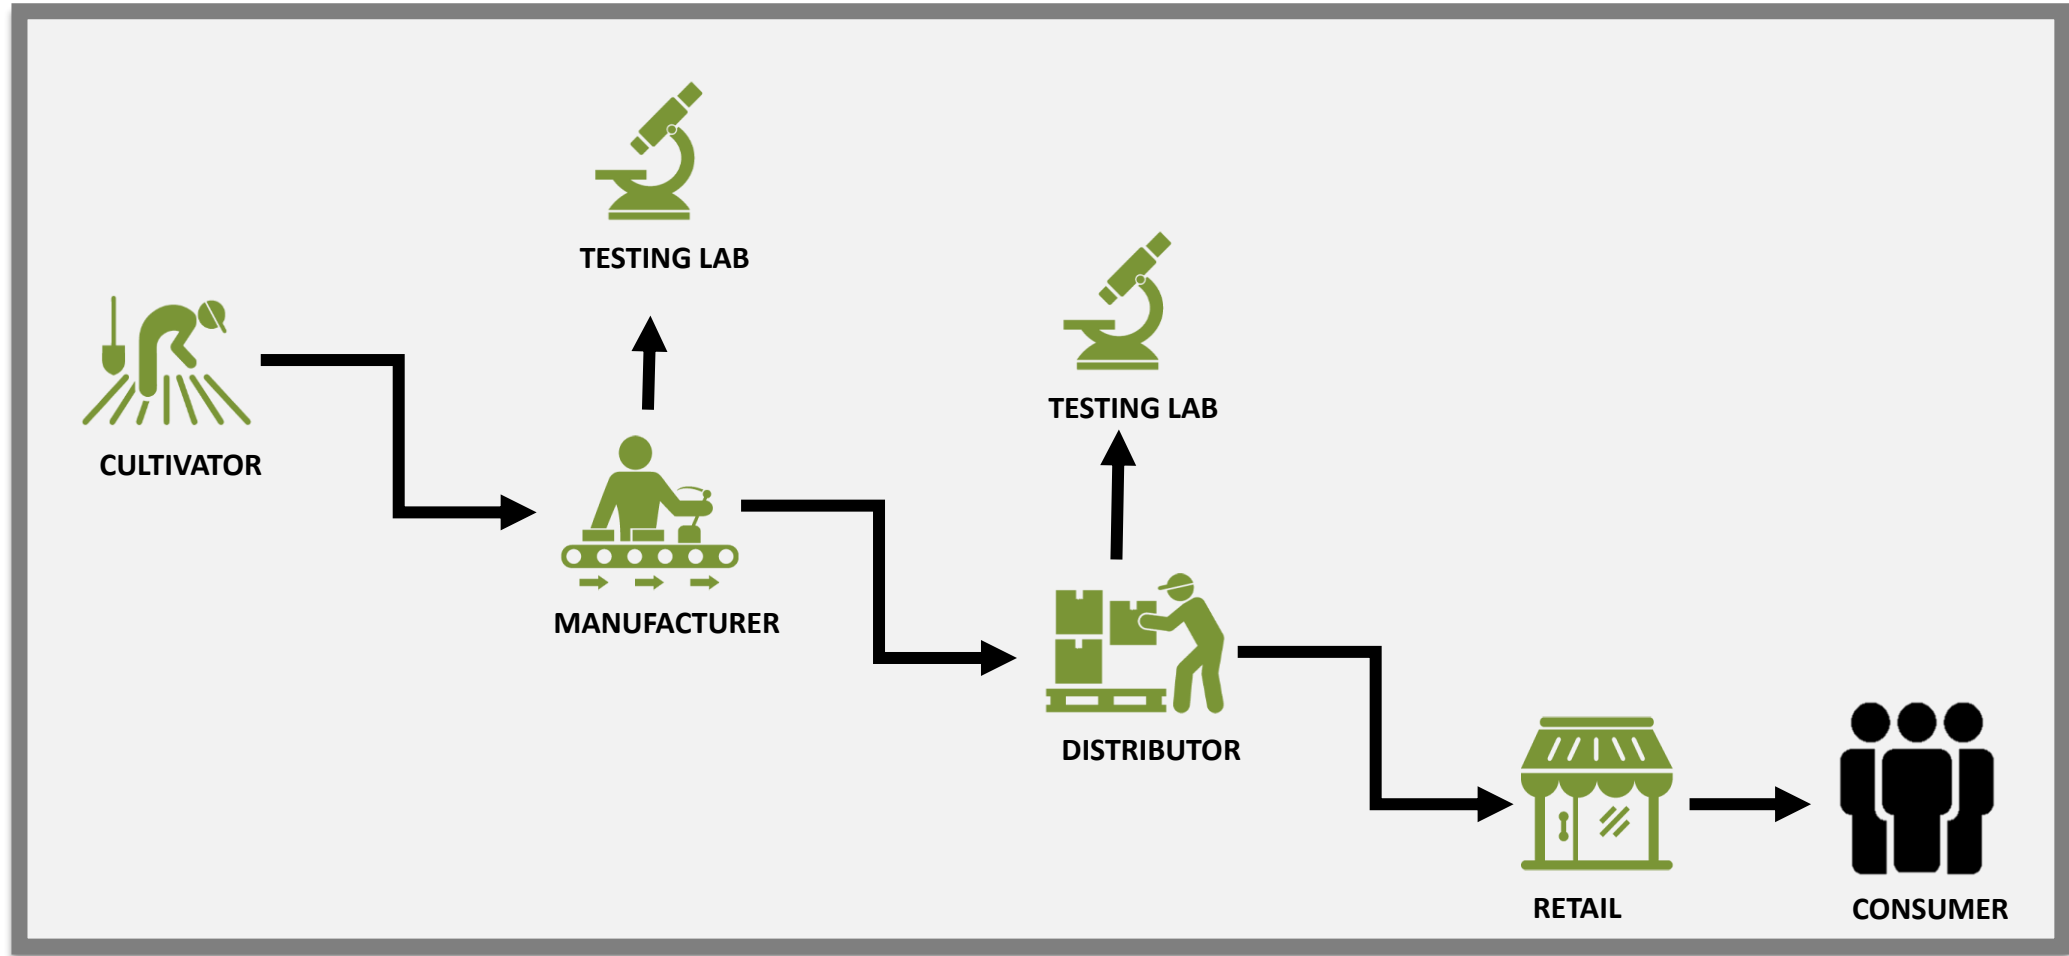 TESTING LAB
TESTING LAB
CULTIVATOR
MANUFACTURER
DISTRIBUTOR
RETAIL
CONSUMER